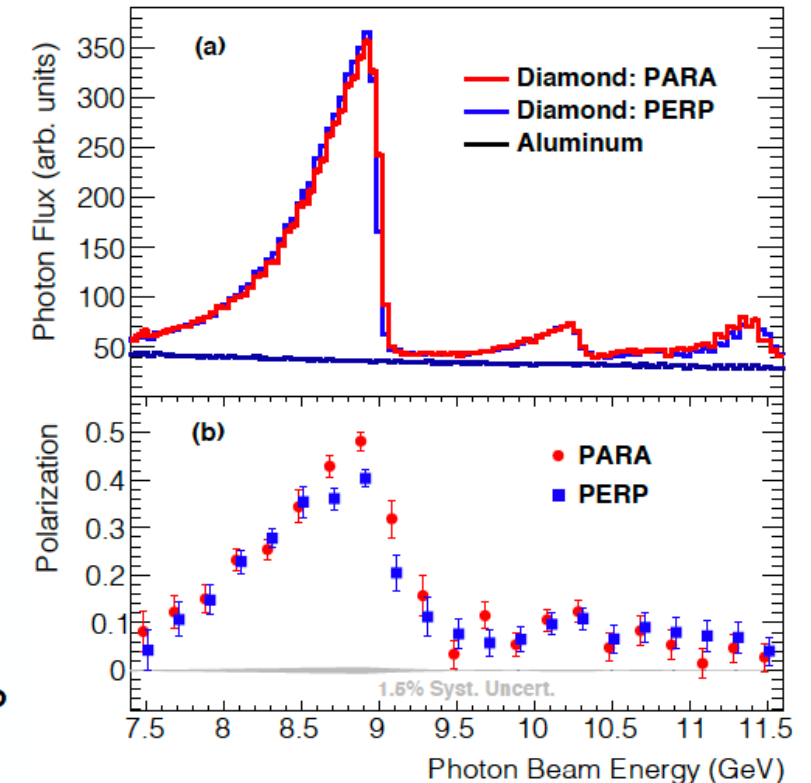 (a)
Diamond: PARA
Diamond: PERP
Aluminum
Photon Flux (arb. units)
350
300
250
200
150
100
50
(b)
PARA
PERP
Polarization
0.5
0.4
0.3
0.2
0.1
0
1.6% Syst. Uncert.
7.5 8 8.5 9 9.5 10 10.5 11 11.5
Photon Beam Energy (GeV)